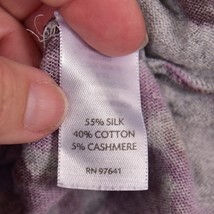 55% SILK
40% COTTON
5% CASHMERE
RN 97641